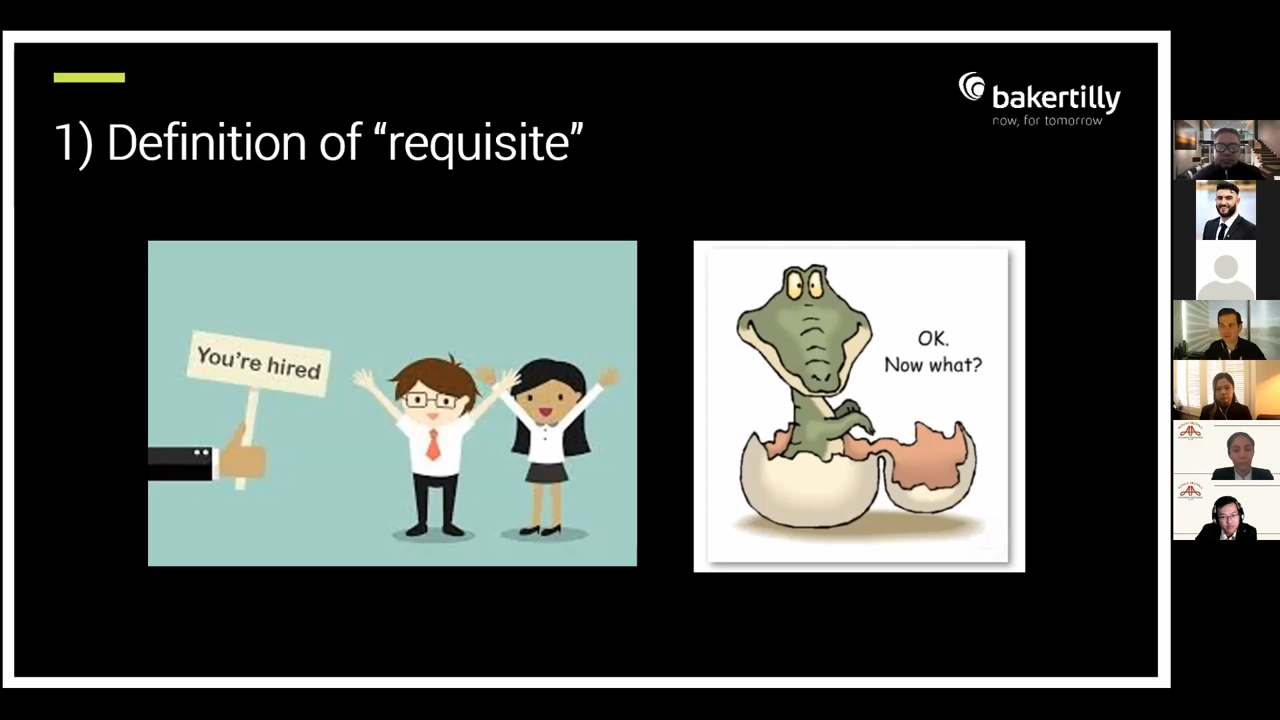 bakertilly
now, for tomorrow
1) Definition of “requisite”
You're hired
OK.
Now what?